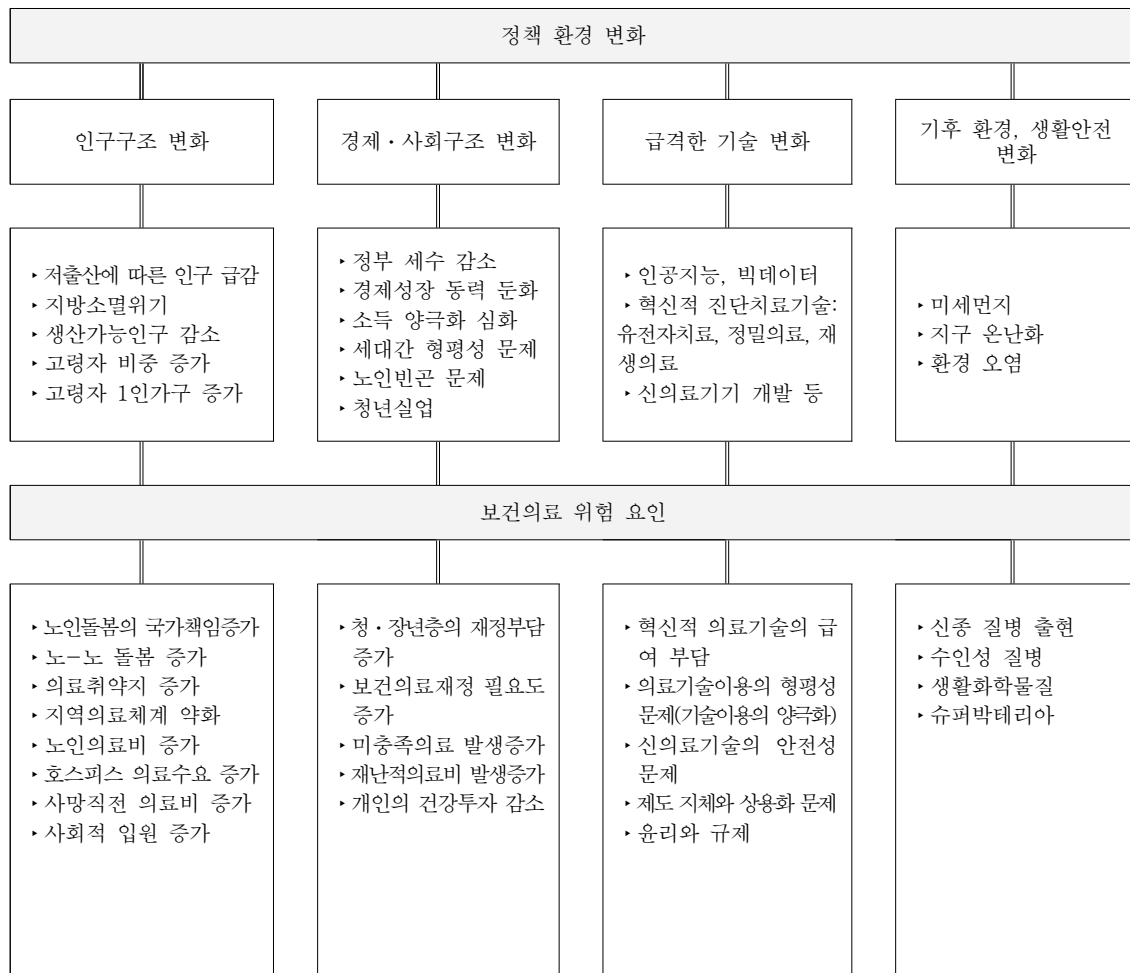 정책 환경 변화
인구구조 변화
경제・사회구조 변화
급격한 기술 변화
기후 환경, 생활안전
변화
‣ 저출산에 따른 인구 급감
‣ 지방소멸위기
‣ 생산가능인구 감소
‣ 고령자 비중 증가
‣ 고령자 1인가구 증가
‣ 정부 세수 감소
‣ 경제성장 동력 둔화
‣ 소득 양극화 심화
‣ 세대간 형평성 문제
‣ 노인빈곤 문제
‣ 청년실업
‣ 인공지능, 빅데이터
‣ 혁신적 진단치료기술:
유전자치료, 정밀의료, 재
생의료
‣ 신의료기기 개발 등
‣ 미세먼지
‣ 지구 온난화
‣ 환경 오염
보건의료 위험 요인
‣ 노인돌봄의 국가책임증가
‣ 노-노 돌봄 증가
‣ 의료취약지 증가
‣ 지역의료체계 약화
‣ 노인의료비 증가
‣ 호스피스 의료수요 증가
‣ 사망직전 의료비 증가
‣ 사회적 입원 증가
‣ 청・장년층의 재정부담
증가
‣ 보건의료재정 필요도
증가
‣ 미충족의료 발생증가
‣ 재난적의료비 발생증가
‣ 개인의 건강투자 감소
‣ 혁신적 의료기술의 급
여 부담
‣ 의료기술이용의 형평성
문제(기술이용의 양극화)
‣ 신의료기술의 안전성
문제
‣ 제도 지체와 상용화 문제
‣ 윤리와 규제
‣ 신종 질병 출현
‣ 수인성 질병
‣ 생활화학물질
‣ 슈퍼박테리아